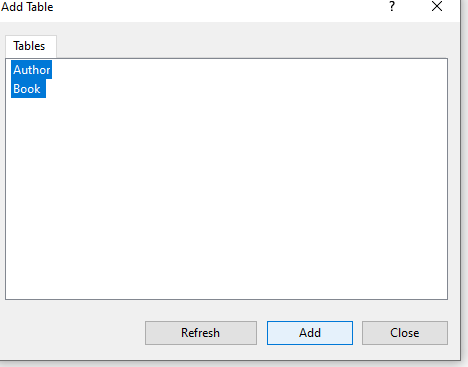 Add Table
?
Tables
Author
Book
Refresh
Add
Close